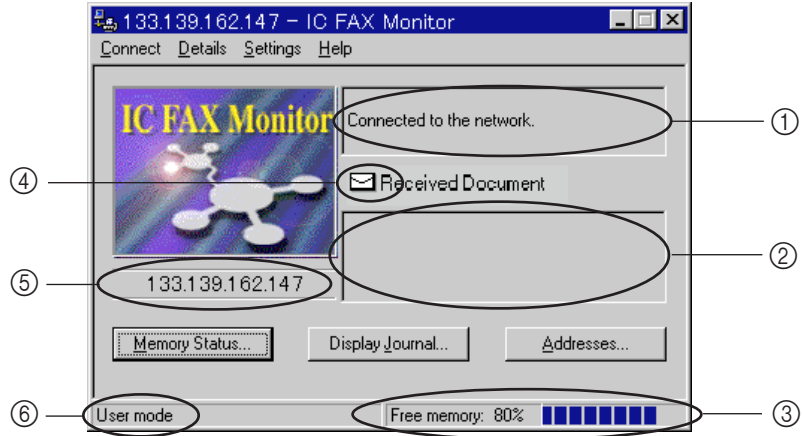 133.139.162.147 – IC FAX Monitor
Connect Details Settings Help
IC FAX Monitor
Connected to the network.
①
④
Received Document
②
⑤
133.139.162.147
Memory Status...
Display Journal...
Addresses...
⑥
User mode
Free memory: 80%
③